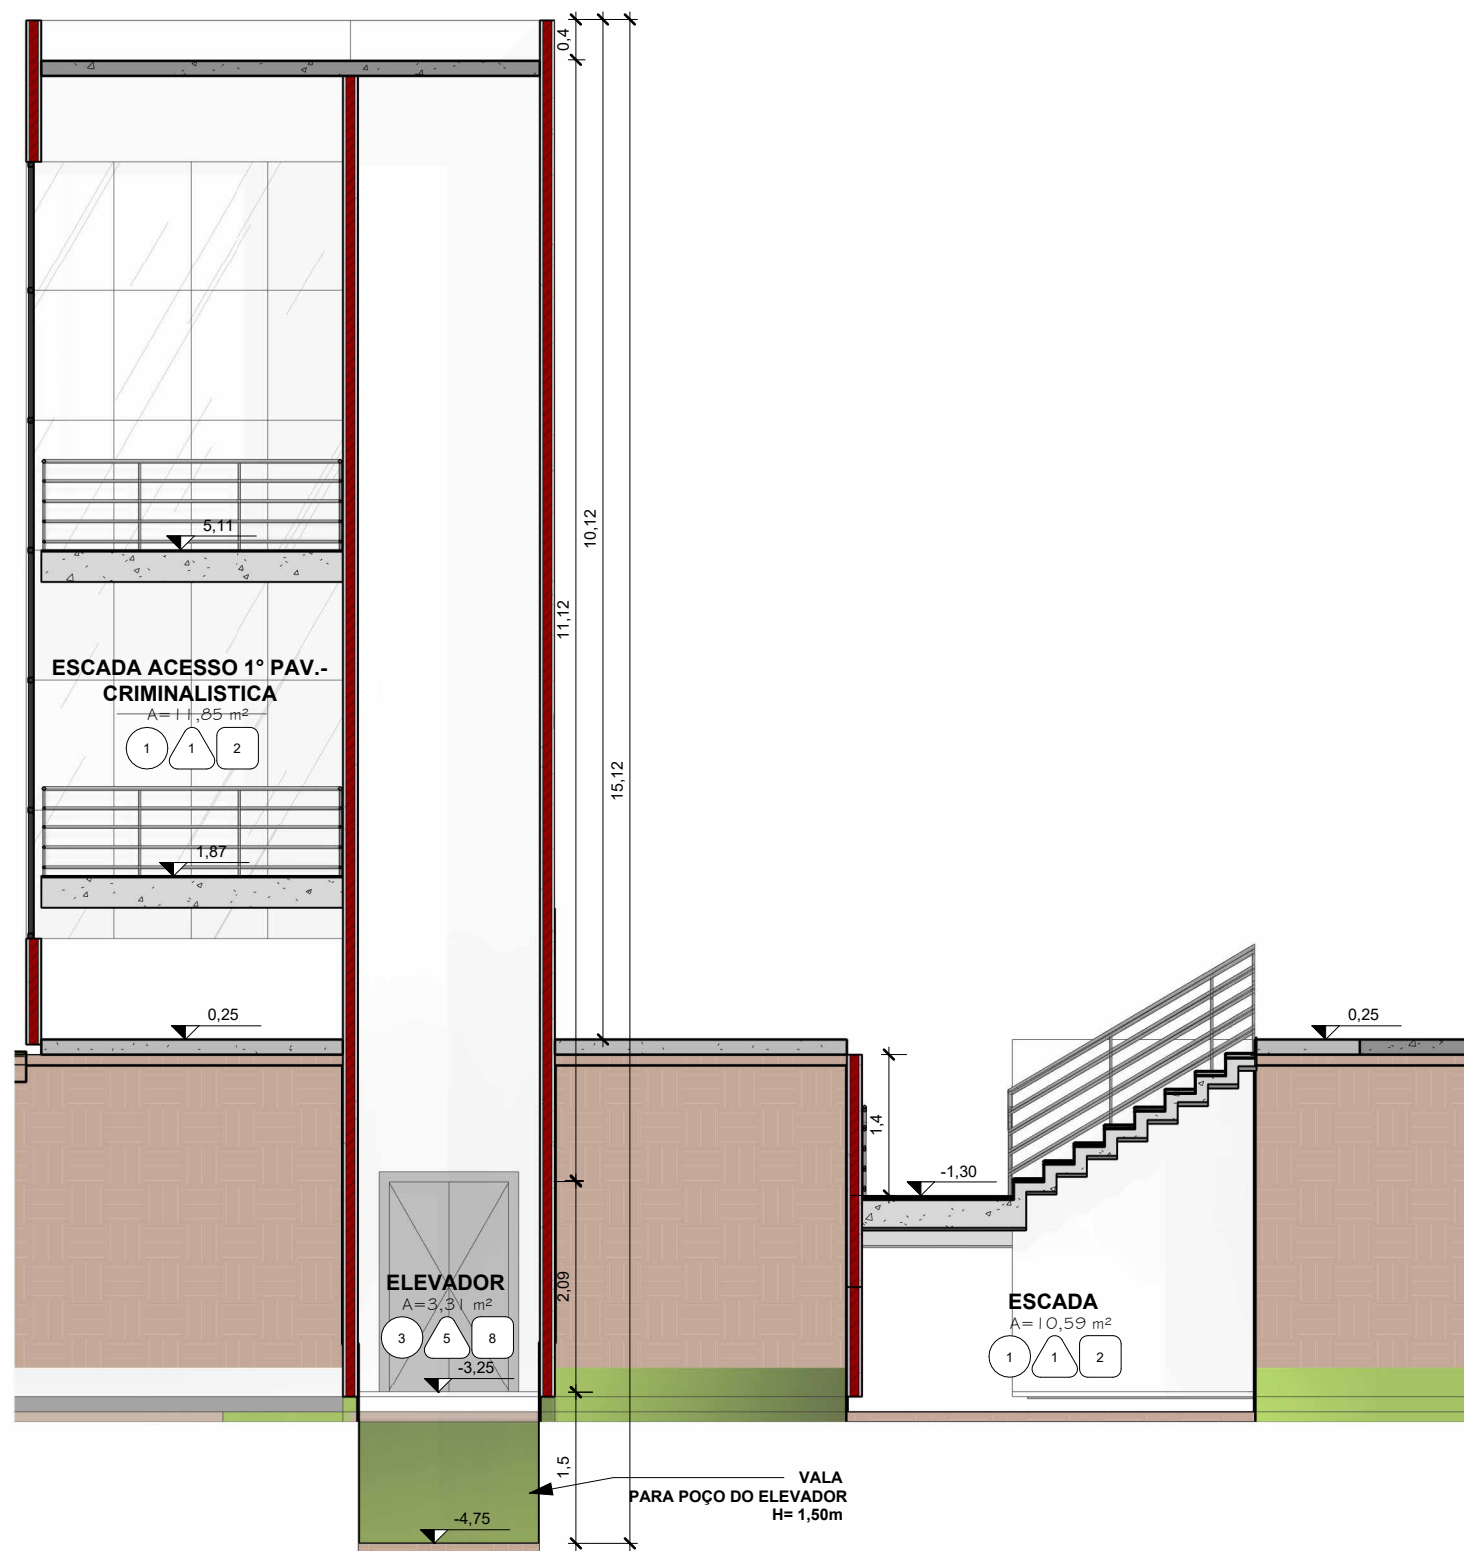 0,4
10,12
11,12
15,12
5,11
ESCADA ACESSO 1° PAV.-
CRIMINALISTICA
A=11,85 m²
1 1 2
1,87
0,25
0,25
1,4
-1,30
2,09
ELEVADOR
A=3,31 m²
3 5 8
-3,25
ESCADA
A=10,59 m²
1 1 2
1,5
VALA
PARA POÇO DO ELEVADOR
H= 1,50m
-4,75